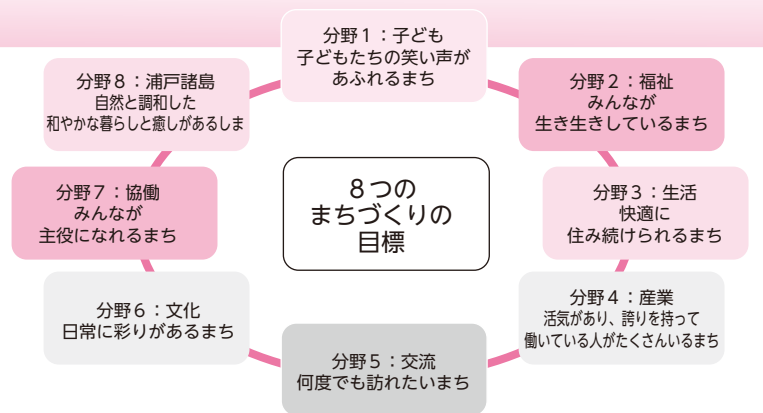 分野１：子ども
子どもたちの笑い声が
あふれるまち
分野２：福祉
みんなが
生き生きしているまち
分野３：生活
快適に
住み続けられるまち
分野４：産業
活気があり、誇りを持って
働いている人がたくさんいるまち
分野５：交流
何度でも訪れたいまち
分野６：文化
日常に彩りがあるまち
分野７：協働
みんなが
主役になれるまち
分野８：浦戸諸島
自然と調和した
和やかな暮らしと癒しがあるしま
８つの
まちづくりの
目標